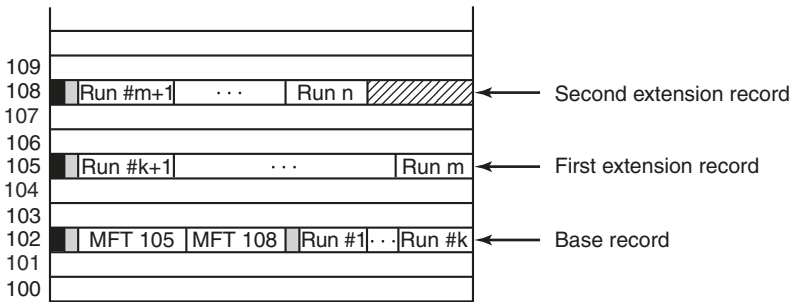 109
108 Run #m+1 · · · Run n Second extension record
107
106
105 Run #k+1 · · · Run m First extension record
104
103
102 MFT 105 MFT 108 Run #1 · · · Run #k Base record
101
100